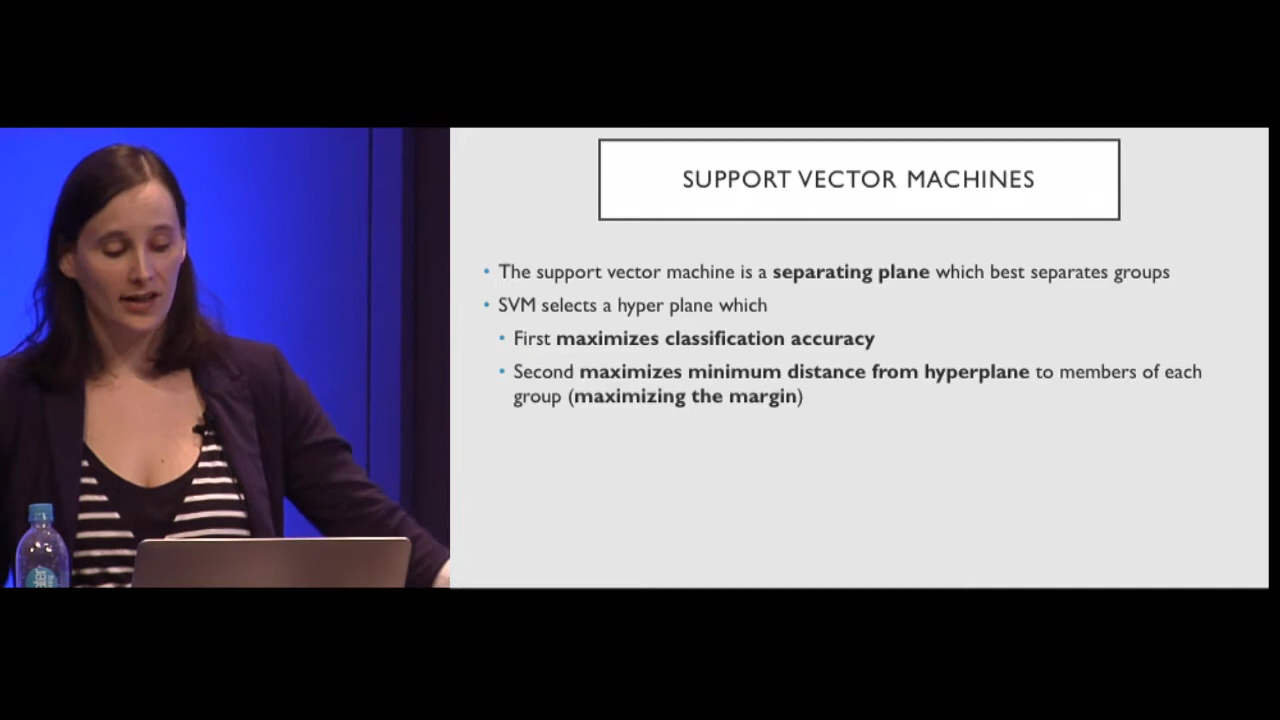 SUPPORT VECTOR MACHINES
• The support vector machine is a separating plane which best separates groups
• SVM selects a hyper plane which
• First maximizes classification accuracy
• Second maximizes minimum distance from hyperplane to members of each
group (maximizing the margin)